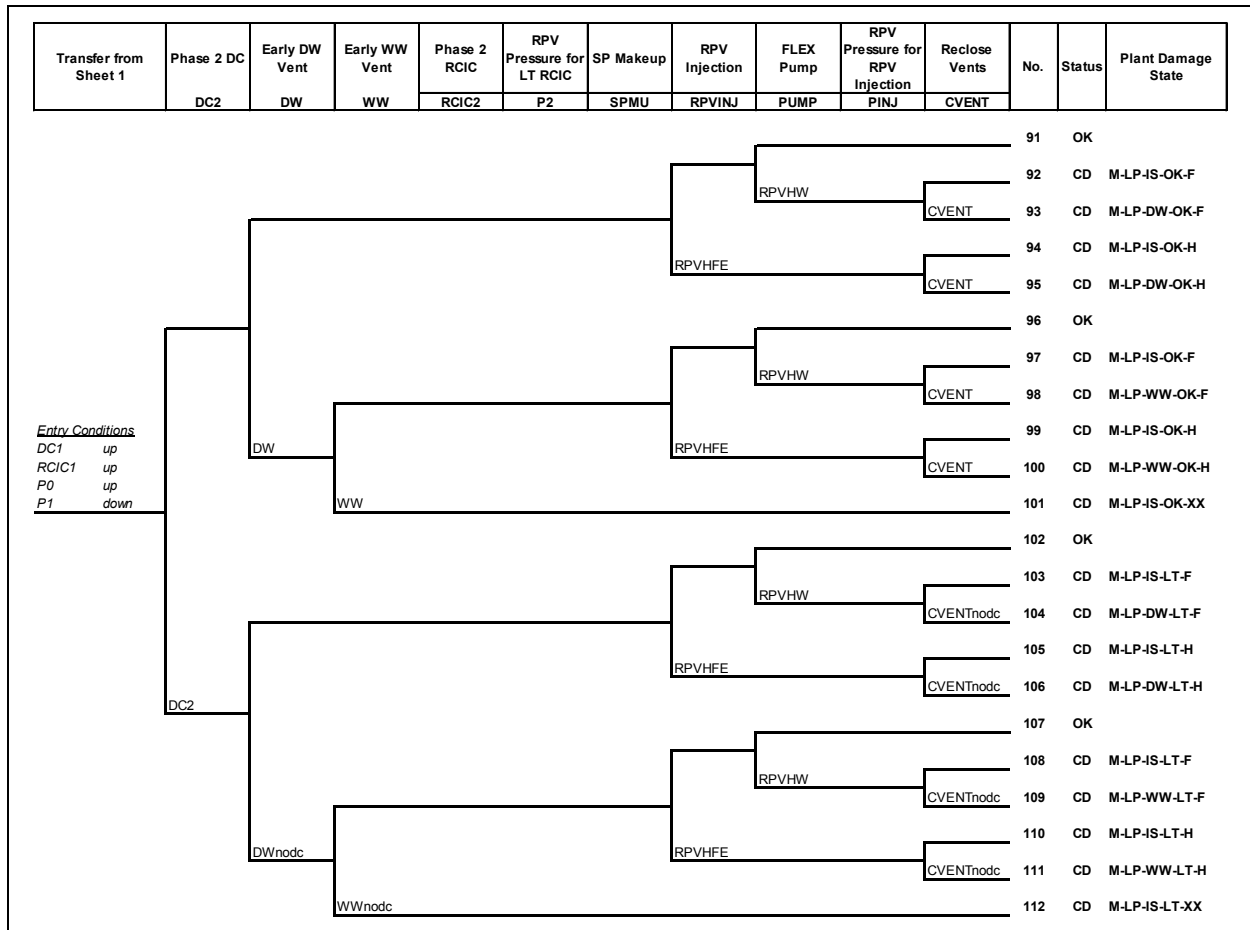 Transfer from Sheet 1
Phase 2 DC
DC2
Early DW Vent
DW
Early WW Vent
WW
Phase 2 RCIC
RCIC2
RPV Pressure for LT RCIC
P2
SP Makeup
SPMU
RPV Injection
RPVINJ
FLEX Pump
PUMP
RPV Pressure for RPV Injection
PINJ
Reclose Vents
CVENT
No.
Status
Plant Damage State
91 OK
92 CD M-LP-IS-OK-F
RPVHW
CVENT 93 CD M-LP-DW-OK-F
94 CD M-LP-IS-OK-H
RPVHFE
CVENT 95 CD M-LP-DW-OK-H
96 OK
97 CD M-LP-IS-OK-F
RPVHW
CVENT 98 CD M-LP-WW-OK-F
Entry Conditions
DC1 up
RCIC1 up
P0 up
P1 down
99 CD M-LP-IS-OK-H
DW RPVHFE
CVENT 100 CD M-LP-WW-OK-H
WW 101 CD M-LP-IS-OK-XX
102 OK
103 CD M-LP-IS-LT-F
RPVHW
CVENTnodc 104 CD M-LP-DW-LT-F
105 CD M-LP-IS-LT-H
RPVHFE
CVENTnodc 106 CD M-LP-DW-LT-H
DC2
107 OK
108 CD M-LP-IS-LT-F
RPVHW
CVENTnodc 109 CD M-LP-WW-LT-F
110 CD M-LP-IS-LT-H
DWnodc RPVHFE
CVENTnodc 111 CD M-LP-WW-LT-H
WWnodc 112 CD M-LP-IS-LT-XX